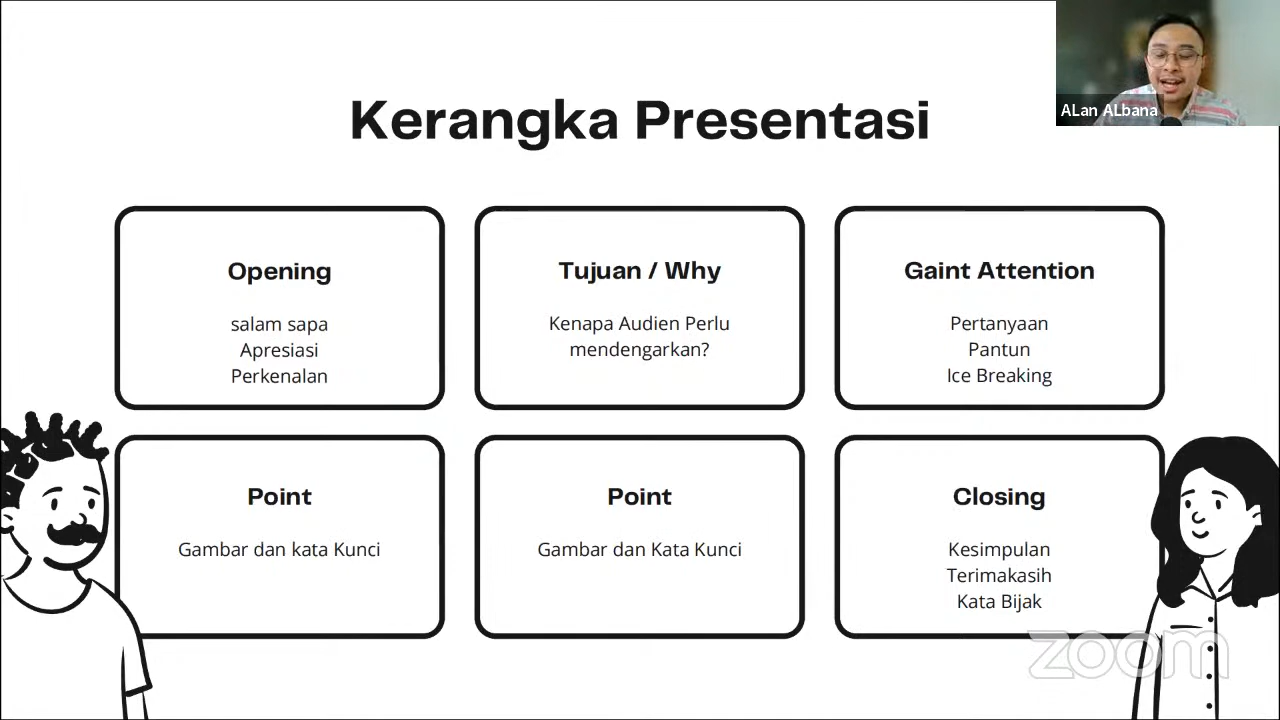 ALan ALbana
Kerangka Presentasi
Opening
salam sapa
Apresiasi
Perkenalan
Tujuan / Why
Kenapa Audien Perlu
mendengarkan?
Gaint Attention
Pertanyaan
Pantun
Ice Breaking
Point
Gambar dan kata Kunci
Point
Gambar dan Kata Kunci
Closing
Kesimpulan
Terimakasih
Kata Bijak
zoom